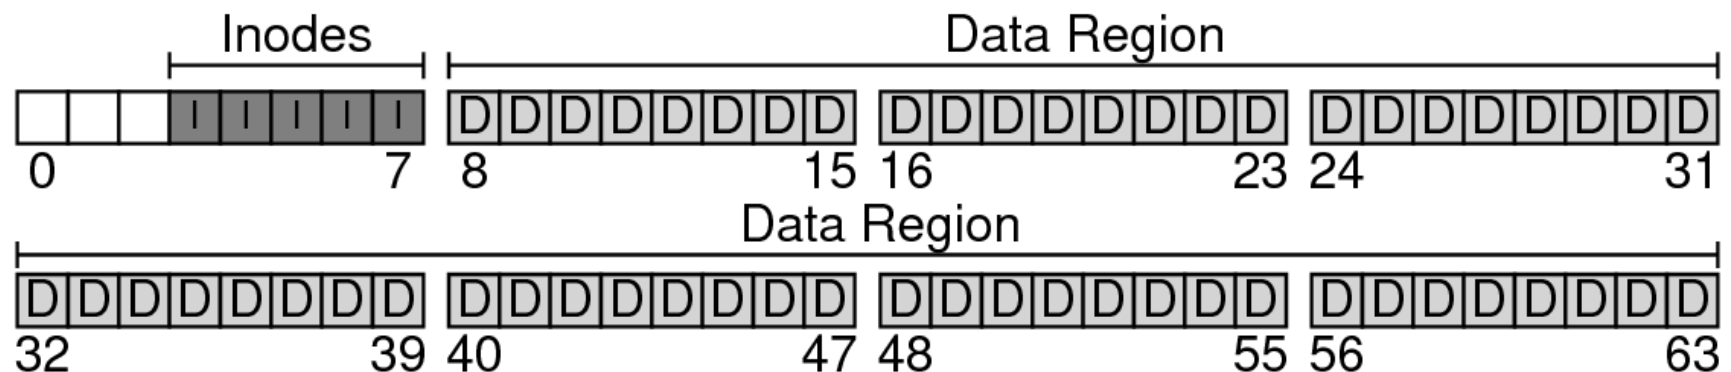 Inodes Data Region
I I I I I D D D D D D D D D D D D D D D D D D D D D D D D
0 7 8 15 16 23 24 31
Data Region
D D D D D D D D D D D D D D D D D D D D D D D D D D D D D D D D
32 39 40 47 48 55 56 63